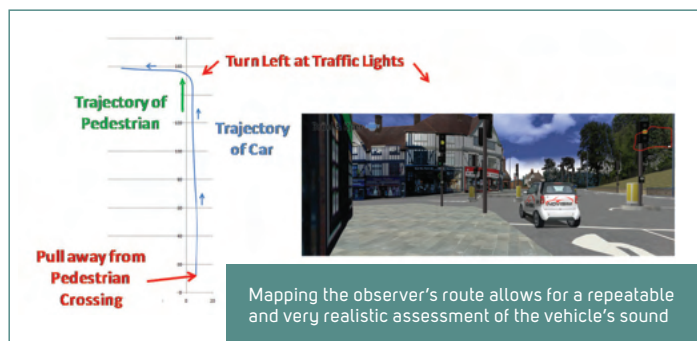 Turn Left at Traffic Lights
Trajectory of
Pedestrian
Trajectory
of Car
Pull away from
Pedestrian
Crossing
0
Mapping the observer's route allows for a repeatable
and very realistic assessment of the vehicle's sound